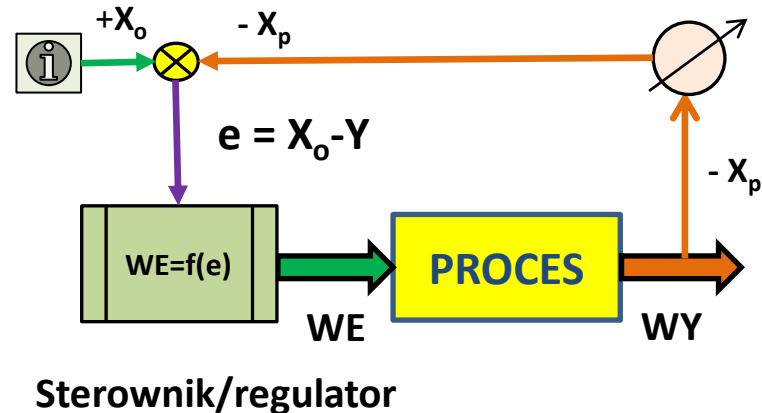 +Xₒ
- Xₚ
i
e = Xₒ-Y
- Xₚ
WE=f(e)
PROCES
WE
WY
Sterownik/regulator